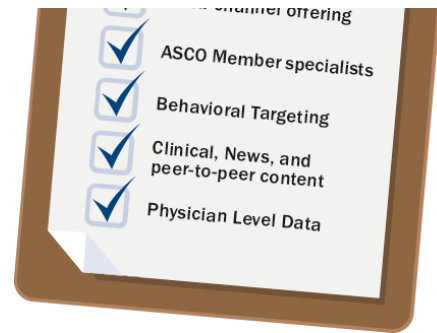 channel offering
ASCO Member specialists
Behavioral Targeting
Clinical, News, and
peer-to-peer content
Physician Level Data